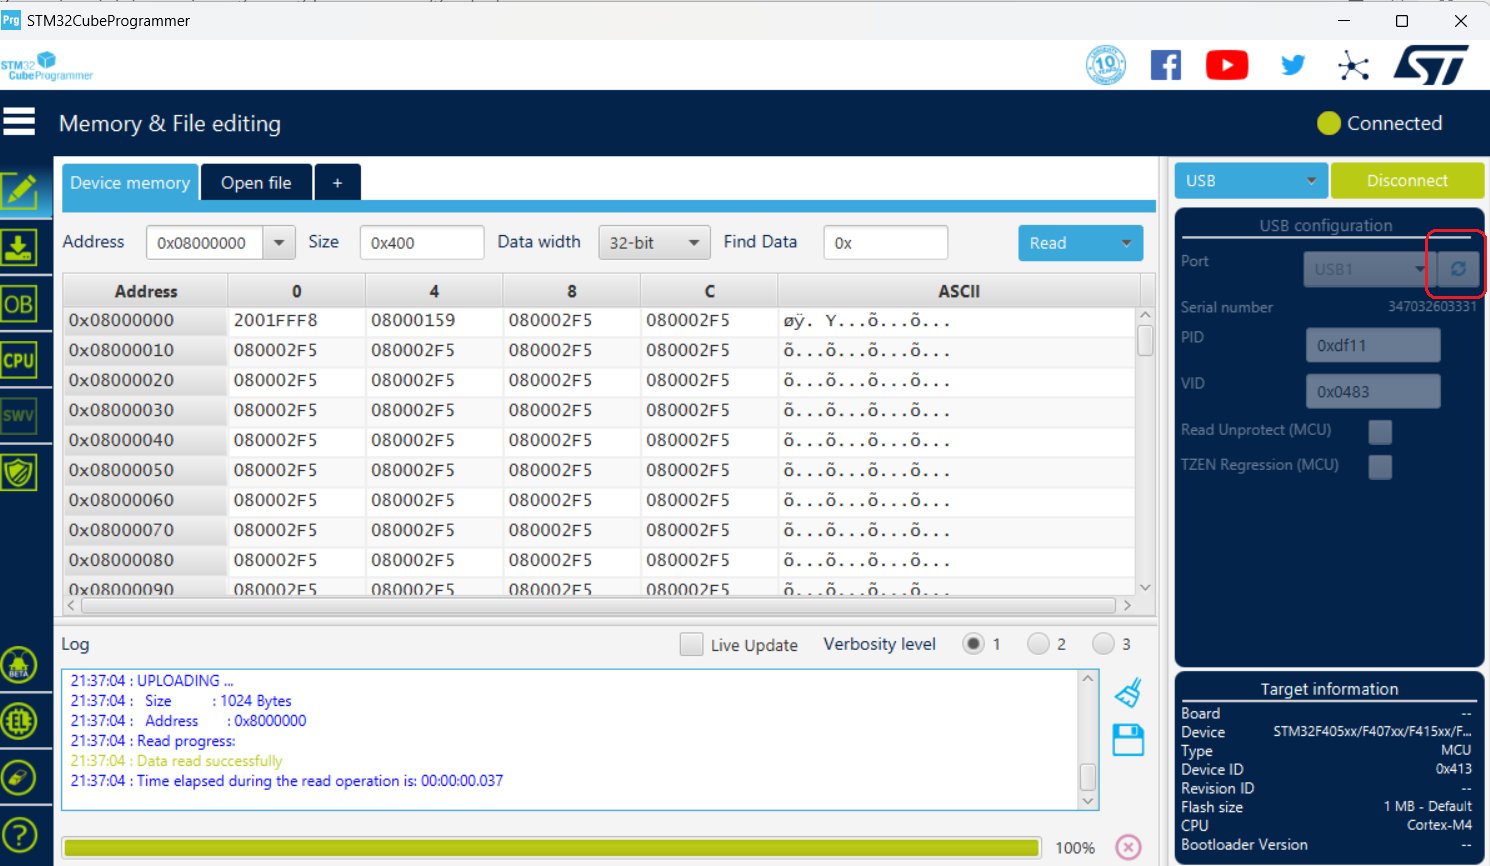 Prg STM32CubeProgrammer
STM32
CubeProgrammer
10
YEARS
ST
Memory & File editing
Connected
Device memory
Open file
+
USB
Disconnect
Address
0x08000000
Size
0x400
Data width
32-bit
Find Data
0x
Read
Address 0 4 8 C ASCII
0x08000000 2001FFF8 08000159 080002F5 080002F5 øÿ. Y...õ...õ...
0x08000010 080002F5 080002F5 080002F5 080002F5 õ...õ...õ...õ...
0x08000020 080002F5 080002F5 080002F5 080002F5 õ...õ...õ...õ...
0x08000030 080002F5 080002F5 080002F5 080002F5 õ...õ...õ...õ...
0x08000040 080002F5 080002F5 080002F5 080002F5 õ...õ...õ...õ...
0x08000050 080002F5 080002F5 080002F5 080002F5 õ...õ...õ...õ...
0x08000060 080002F5 080002F5 080002F5 080002F5 õ...õ...õ...õ...
0x08000070 080002F5 080002F5 080002F5 080002F5 õ...õ...õ...õ...
0x08000080 080002F5 080002F5 080002F5 080002F5 õ...õ...õ...õ...
0x08000090 080002F5 080002F5 080002F5 080002F5 õ...õ...õ...õ...
OB
CPU
SWV
BETA
EL
?
Log
Live Update
Verbosity level
1
2
3
21:37:04 : UPLOADING ...
21:37:04 : Size : 1024 Bytes
21:37:04 : Address : 0x8000000
21:37:04 : Read progress:
21:37:04 : Data read successfully
21:37:04 : Time elapsed during the read operation is: 00:00:00.037
100%
USB configuration
Port USB1
Serial number 347032603331
PID 0xdf11
VID 0x0483
Read Unprotect (MCU)
TZEN Regression (MCU)
Target information
Board --
Device STM32F405xx/F407xx/F415xx/F...
Type MCU
Device ID 0x413
Revision ID --
Flash size 1 MB - Default
CPU Cortex-M4
Bootloader Version --